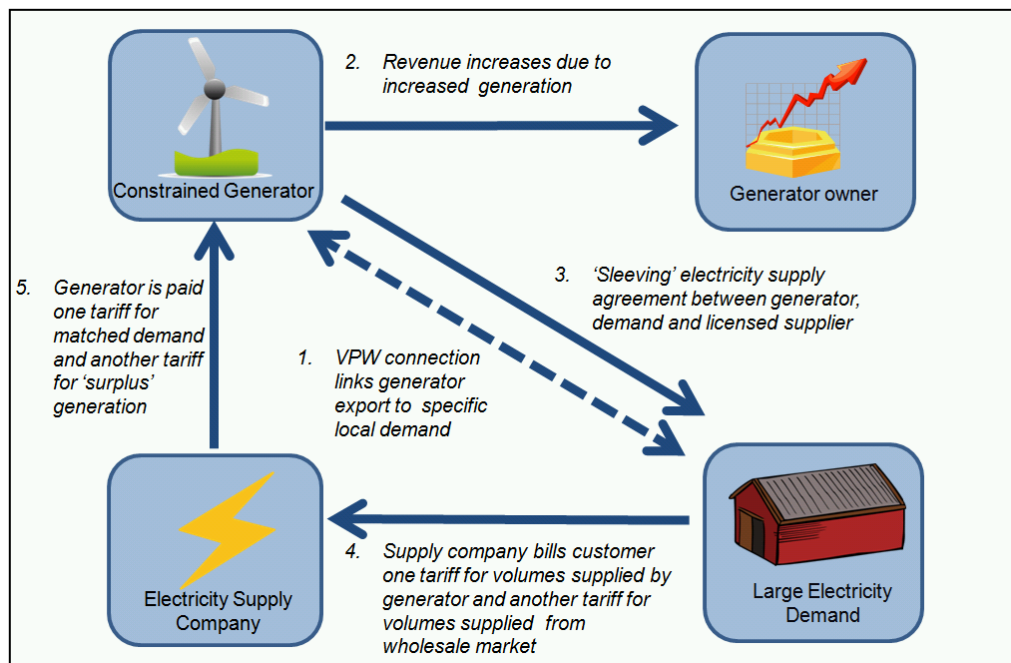 2. Revenue increases due to
increased generation
Constrained Generator
Generator owner
5. Generator is paid
one tariff for
matched demand
and another tariff
for ‘surplus’
generation
1. VPW connection
links generator
export to specific
local demand
3. ‘Sleeving’ electricity supply
agreement between generator,
demand and licensed supplier
Electricity Supply
Company
4. Supply company bills customer
one tariff for volumes supplied by
generator and another tariff for
volumes supplied from
wholesale market
Large Electricity
Demand